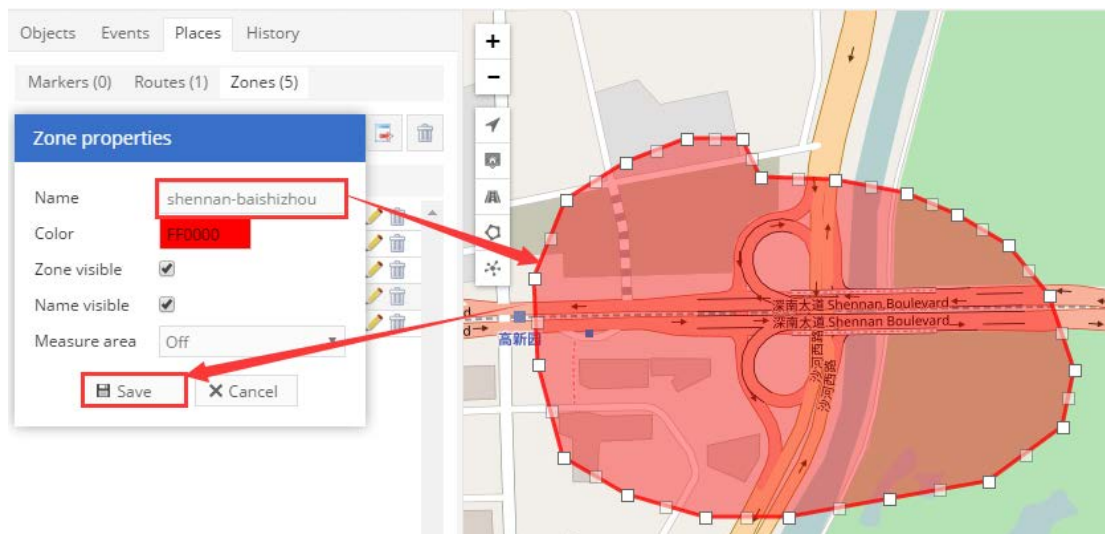 Objects Events Places History
Markers (0) Routes (1) Zones (5)
Zone properties
Name shennan-baishizhou
Color FF0000
Zone visible
Name visible
Measure area Off
Save Cancel
+
−
深南大道 Shennan Boulevard
深南大道 Shennan Boulevard
高新园
沙河西路
沙河西路